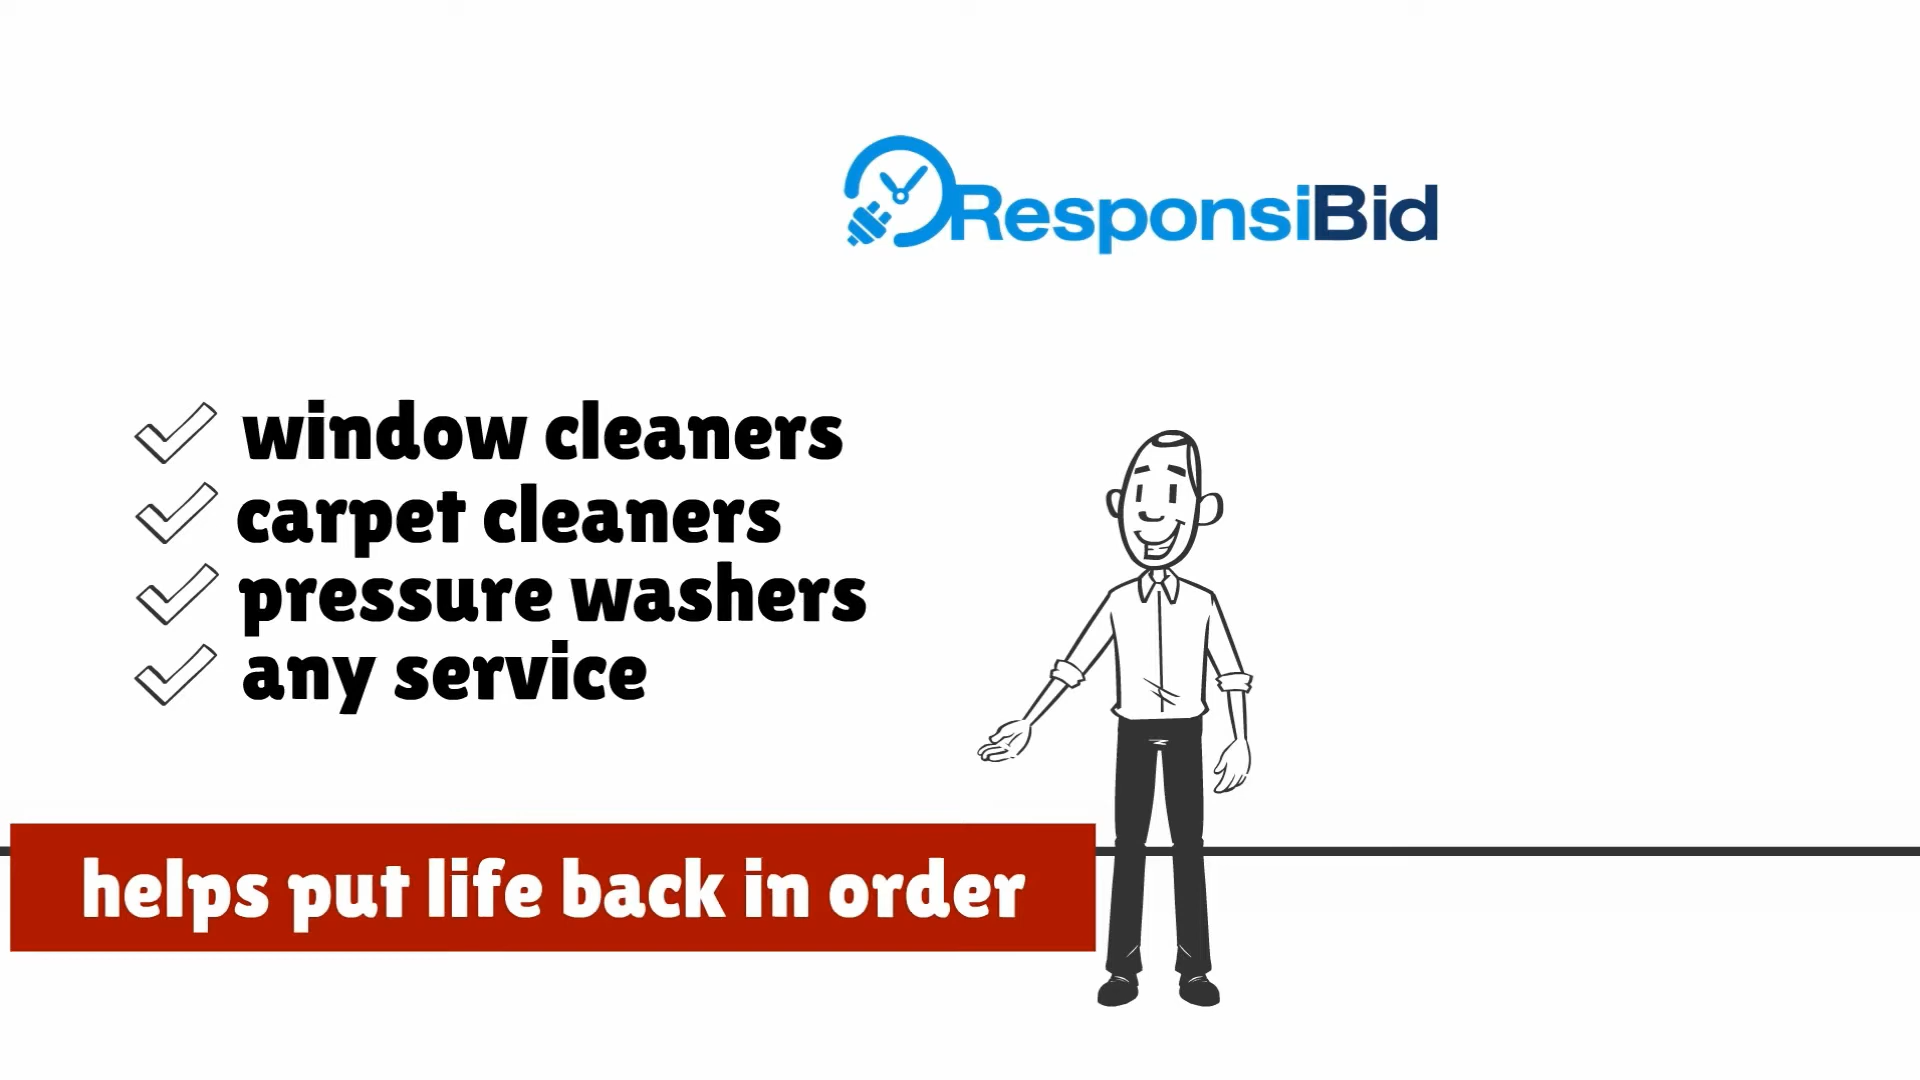 ResponsiBid
window cleaners
carpet cleaners
pressure washers
any service
helps put life back in order